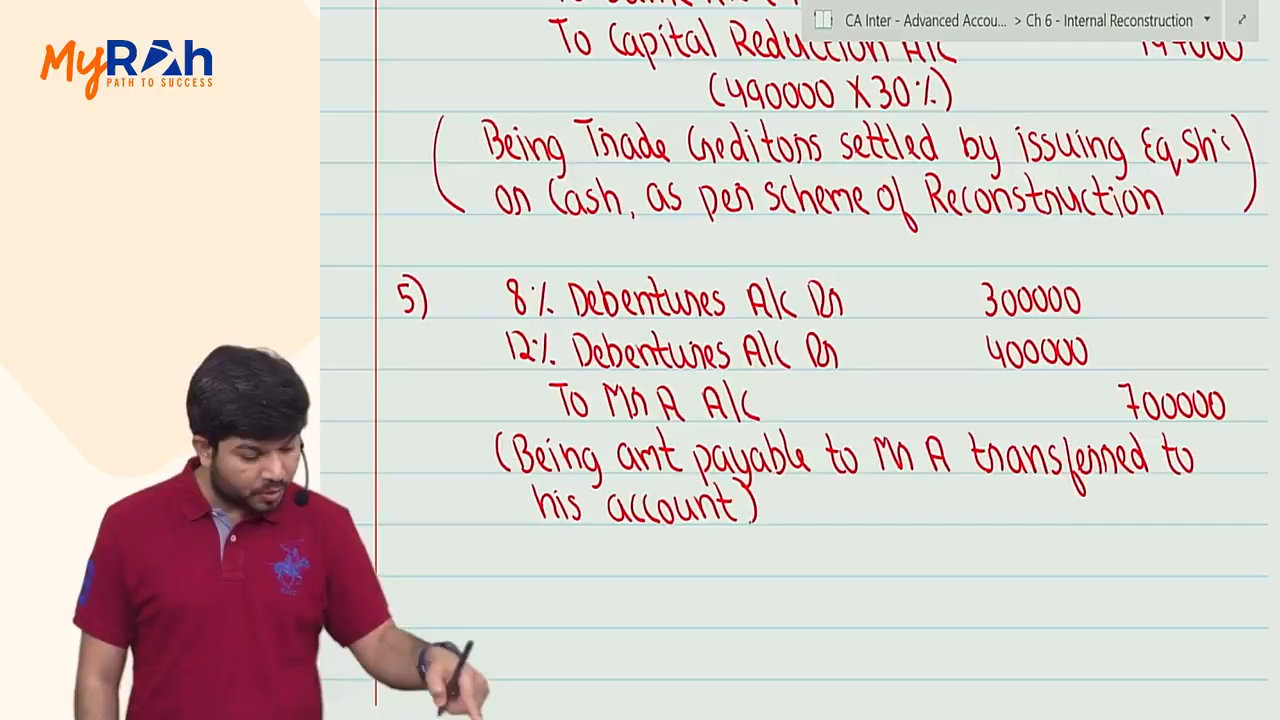 MyRAh
PATH TO SUCCESS
CA Inter - Advanced Accou... > Ch 6 - Internal Reconstruction
To Capital Reduction A/c
(490000 X 30%)
(Being Trade Creditors settled by issuing Eq Sh
or Cash, as per scheme of Reconstruction)
5) 8% Debentures A/c Dr 300000
12% Debentures A/c Dr 400000
To Mr A A/c 700000
(Being amt payable to Mr A transferred to
his account)